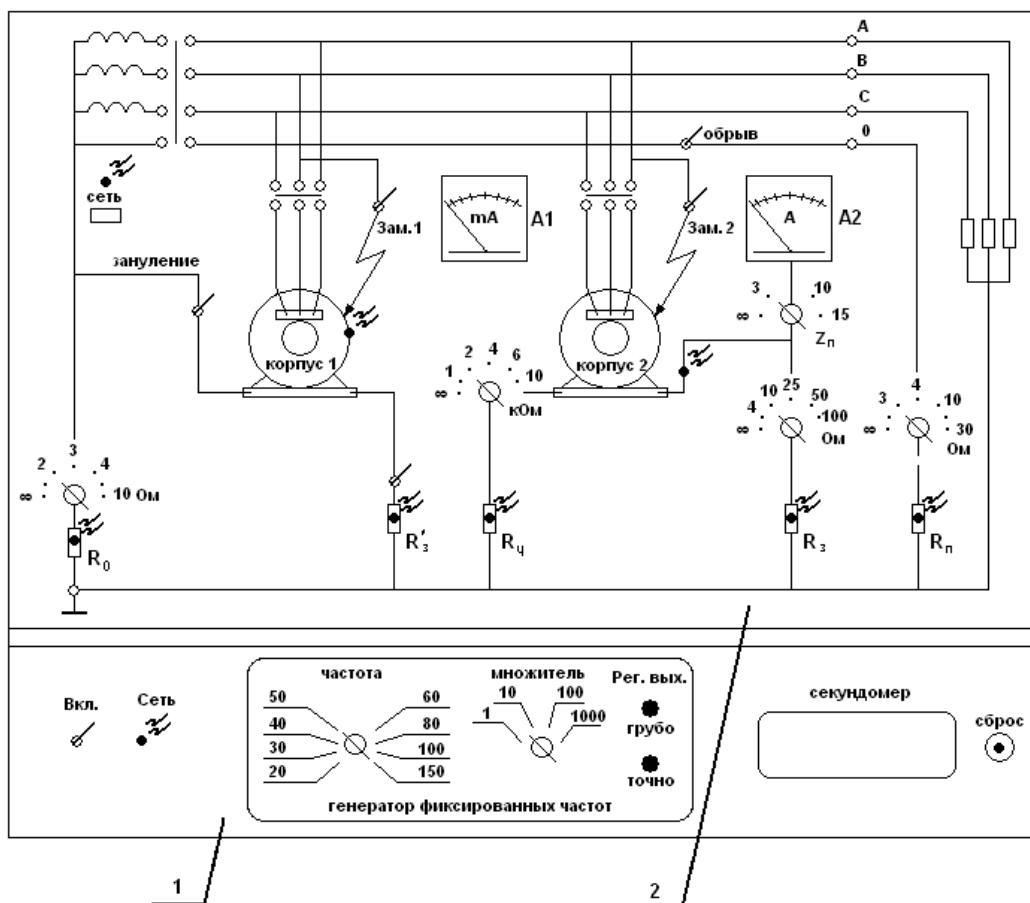 A
B
C
обрыв
0
сеть
mA
A1
A
A2
Зам.1
Зам.2
зануление
3
10
∞
15
Zп
корпус 1
корпус 2
∞ 1 2 4 6 10
кОм
∞ 4 10 25 50 100
Ом
∞ 3 4 10 30
Ом
∞ 2 3 4 10 Ом
R₀
R'з
Rч
Rз
Rп
Вкл.
Сеть
частота
50 60
40 80
30 100
20 150
множитель
1 10 100 1000
Рег. вых.
грубо
точно
генератор фиксированных частот
секундомер
сброс
1
2